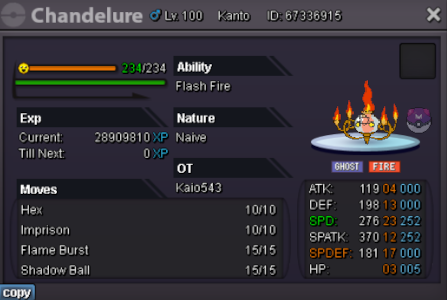 Chandelure ♂ Lv. 100 Kanto ID: 67336915
234/234
Ability
Flash Fire
Exp
Current: 28909810 XP
Till Next: 0 XP
Nature
Naive
OT
Kaio543
GHOST FIRE
Moves
Hex 10/10
Imprison 10/10
Flame Burst 15/15
Shadow Ball 15/15
ATK: 119 04 000
DEF: 198 13 000
SPD: 276 23 252
SPATK: 370 12 252
SPDEF: 181 17 000
HP: 03 005
copy